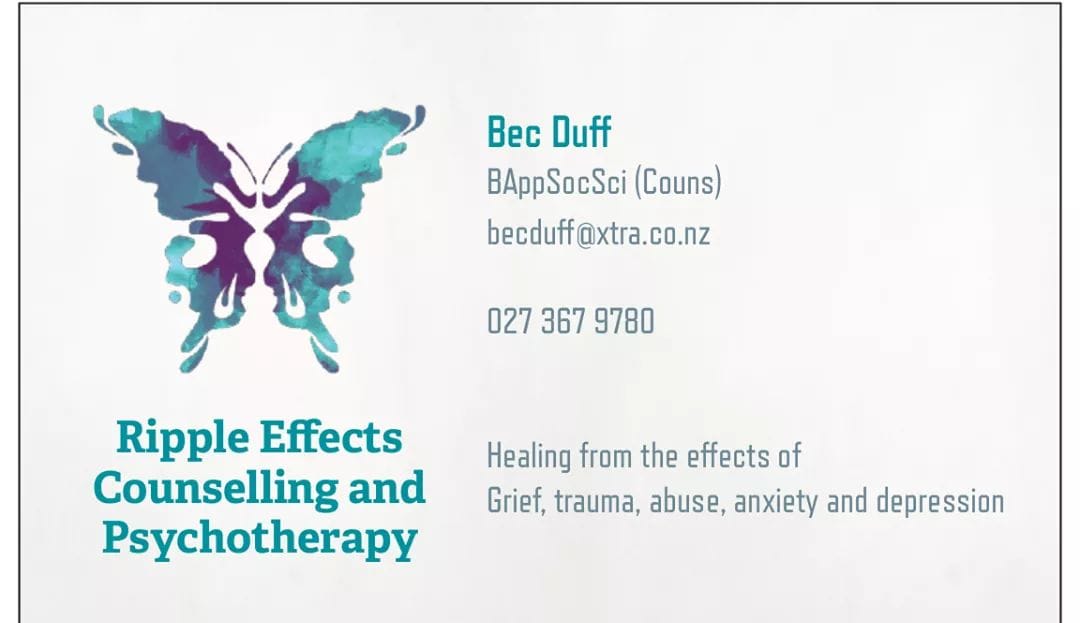 Ripple Effects
Counselling and
Psychotherapy
Bec Duff
BAppSocSci (Couns)
becduff@xtra.co.nz
027 367 9780
Healing from the effects of
Grief, trauma, abuse, anxiety and depression